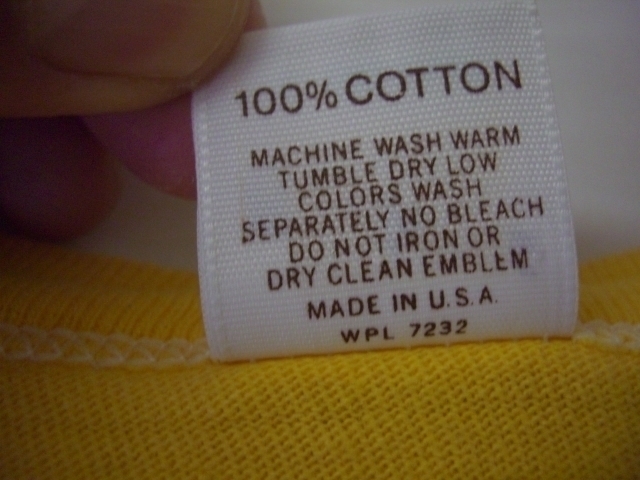 100% COTTON
MACHINE WASH WARM
TUMBLE DRY LOW
COLORS WASH
SEPARATELY NO BLEACH
DO NOT IRON OR
DRY CLEAN EMBLEM
MADE IN U.S.A.
WPL 7232